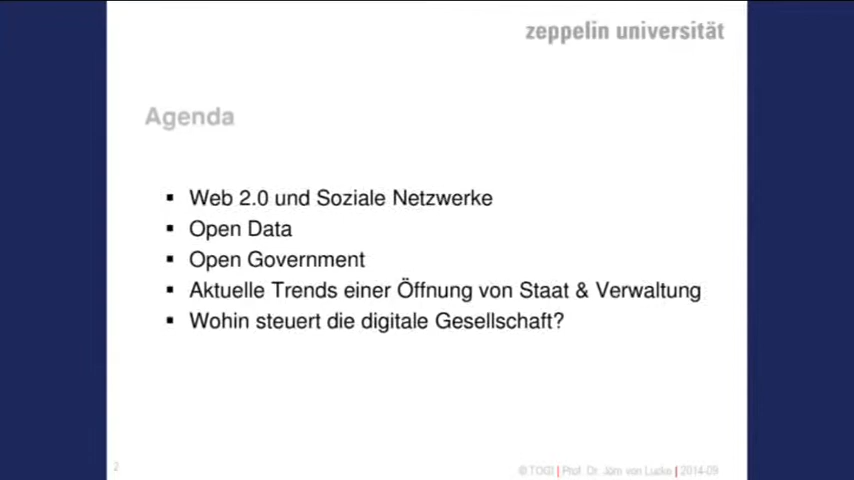 zeppelin universität
Agenda
▪ Web 2.0 und Soziale Netzwerke
▪ Open Data
▪ Open Government
▪ Aktuelle Trends einer Öffnung von Staat & Verwaltung
▪ Wohin steuert die digitale Gesellschaft?
2
© TOGI | Prof. Dr. Jörn von Lucke | 2014-09